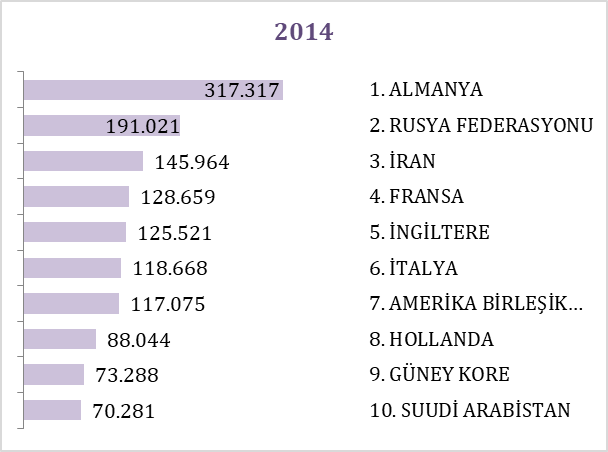 2014
317.317 1. ALMANYA
191.021 2. RUSYA FEDERASYONU
145.964 3. İRAN
128.659 4. FRANSA
125.521 5. İNGİLTERE
118.668 6. İTALYA
117.075 7. AMERİKA BİRLEŞİK...
88.044 8. HOLLANDA
73.288 9. GÜNEY KORE
70.281 10. SUUDİ ARABİSTAN